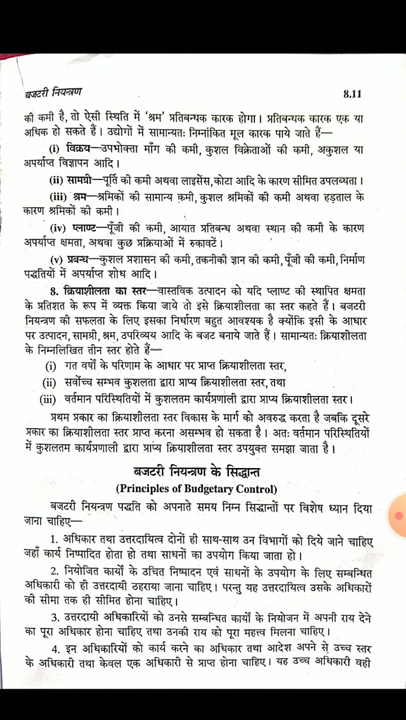 बजटरी नियन्त्रण 8.11
की कमी है, तो ऐसी स्थिति में ‘श्रम’ प्रतिबन्धक कारक होगा। प्रतिबन्धक कारक एक या
अधिक हो सकते हैं। उद्योगों में सामान्यतः निम्नांकित मूल कारक पाये जाते हैं—
(i) विक्रय—उपभोक्ता माँग की कमी, कुशल विक्रेताओं की कमी, अकुशल या
अपर्याप्त विज्ञापन आदि।
(ii) सामग्री—पूर्ति की कमी अथवा लाइसेंस, कोटा आदि के कारण सीमित उपलब्धता।
(iii) श्रम—श्रमिकों की सामान्य कमी, कुशल श्रमिकों की कमी अथवा हड़ताल के
कारण श्रमिकों की कमी।
(iv) प्लाण्ट—पूँजी की कमी, आयात प्रतिबन्ध अथवा स्थान की कमी के कारण
अपर्याप्त क्षमता, अथवा कुछ प्रक्रियाओं में रुकावटें।
(v) प्रबन्ध—कुशल प्रशासन की कमी, तकनीकी ज्ञान की कमी, पूँजी की कमी, निर्माण
पद्धतियों में अपर्याप्त शोध आदि।
8. क्रियाशीलता का स्तर—वास्तविक उत्पादन को यदि प्लाण्ट की स्थापित क्षमता
के प्रतिशत के रूप में व्यक्त किया जाये तो इसे क्रियाशीलता का स्तर कहते हैं। बजटरी
नियन्त्रण की सफलता के लिए इसका निर्धारण बहुत आवश्यक है क्योंकि इसी के आधार
पर उत्पादन, सामग्री, श्रम, उपरिव्यय आदि के बजट बनाये जाते हैं। सामान्यतः क्रियाशीलता
के निम्नलिखित तीन स्तर होते हैं—
(i) गत वर्षों के परिणाम के आधार पर प्राप्त क्रियाशीलता स्तर,
(ii) सर्वोच्च सम्भव कुशलता द्वारा प्राप्य क्रियाशीलता स्तर, तथा
(iii) वर्तमान परिस्थितियों में कुशलतम कार्यप्रणाली द्वारा प्राप्य क्रियाशीलता स्तर।
प्रथम प्रकार का क्रियाशीलता स्तर विकास के मार्ग को अवरुद्ध करता है जबकि दूसरे
प्रकार का क्रियाशीलता स्तर प्राप्त करना असम्भव हो सकता है। अतः वर्तमान परिस्थितियों
में कुशलतम कार्यप्रणाली द्वारा प्राप्य क्रियाशीलता स्तर उपयुक्त समझा जाता है।
बजटरी नियन्त्रण के सिद्धान्त
(Principles of Budgetary Control)
बजटरी नियन्त्रण पद्धति को अपनाते समय निम्न सिद्धान्तों पर विशेष ध्यान दिया
जाना चाहिए—
1. अधिकार तथा उत्तरदायित्व दोनों ही साथ-साथ उन विभागों को दिये जाने चाहिए
जहाँ कार्य निष्पादित होता हो तथा साधनों का उपयोग किया जाता हो।
2. नियोजित कार्यों के उचित निष्पादन एवं साधनों के उपयोग के लिए सम्बन्धित
अधिकारी को ही उत्तरदायी ठहराया जाना चाहिए। परन्तु यह उत्तरदायित्व उसके अधिकारों
की सीमा तक ही सीमित होना चाहिए।
3. उत्तरदायी अधिकारियों को उनसे सम्बन्धित कार्यों के नियोजन में अपनी राय देने
का पूरा अधिकार होना चाहिए तथा उनकी राय को पूरा महत्त्व मिलना चाहिए।
4. इन अधिकारियों को कार्य करने का अधिकार तथा आदेश अपने से उच्च स्तर
के अधिकारी तथा केवल एक अधिकारी से प्राप्त होना चाहिए। यह उच्च अधिकारी वही